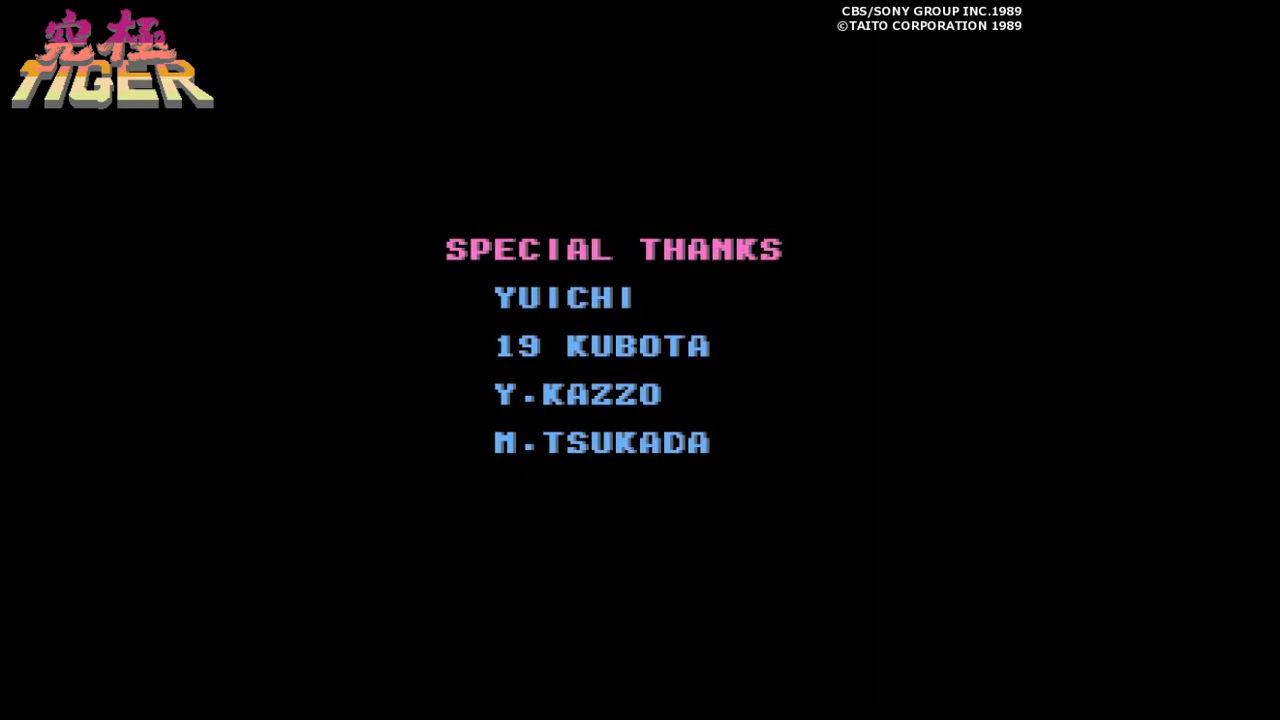 究極
TIGER
CBS/SONY GROUP INC.1989
©TAITO CORPORATION 1989
SPECIAL THANKS
YUICHI
19 KUBOTA
Y.KAZZO
M.TSUKADA